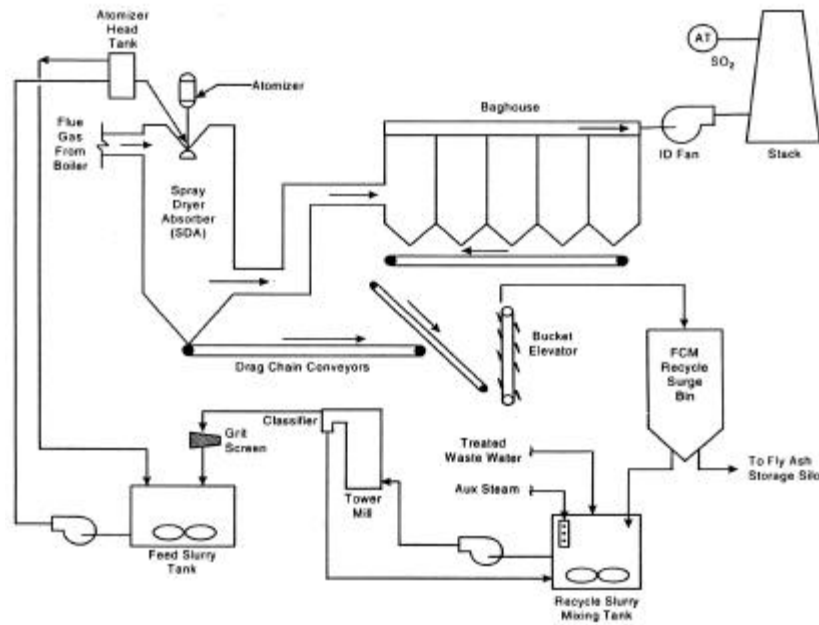 Atomizer
Head
Tank
Atomizer
Flue
Gas
From
Boiler
Spray
Dryer
Absorber
(SDA)
Baghouse
AT
SO2
ID Fan
Stack
Drag Chain Conveyors
Bucket
Elevator
FCM
Recycle
Surge
Bin
Classifier
Grit
Screen
Tower
Mill
Treated
Waste Water
Aux Steam
To Fly Ash
Storage Silo
Feed Slurry
Tank
Recycle Slurry
Mixing Tank